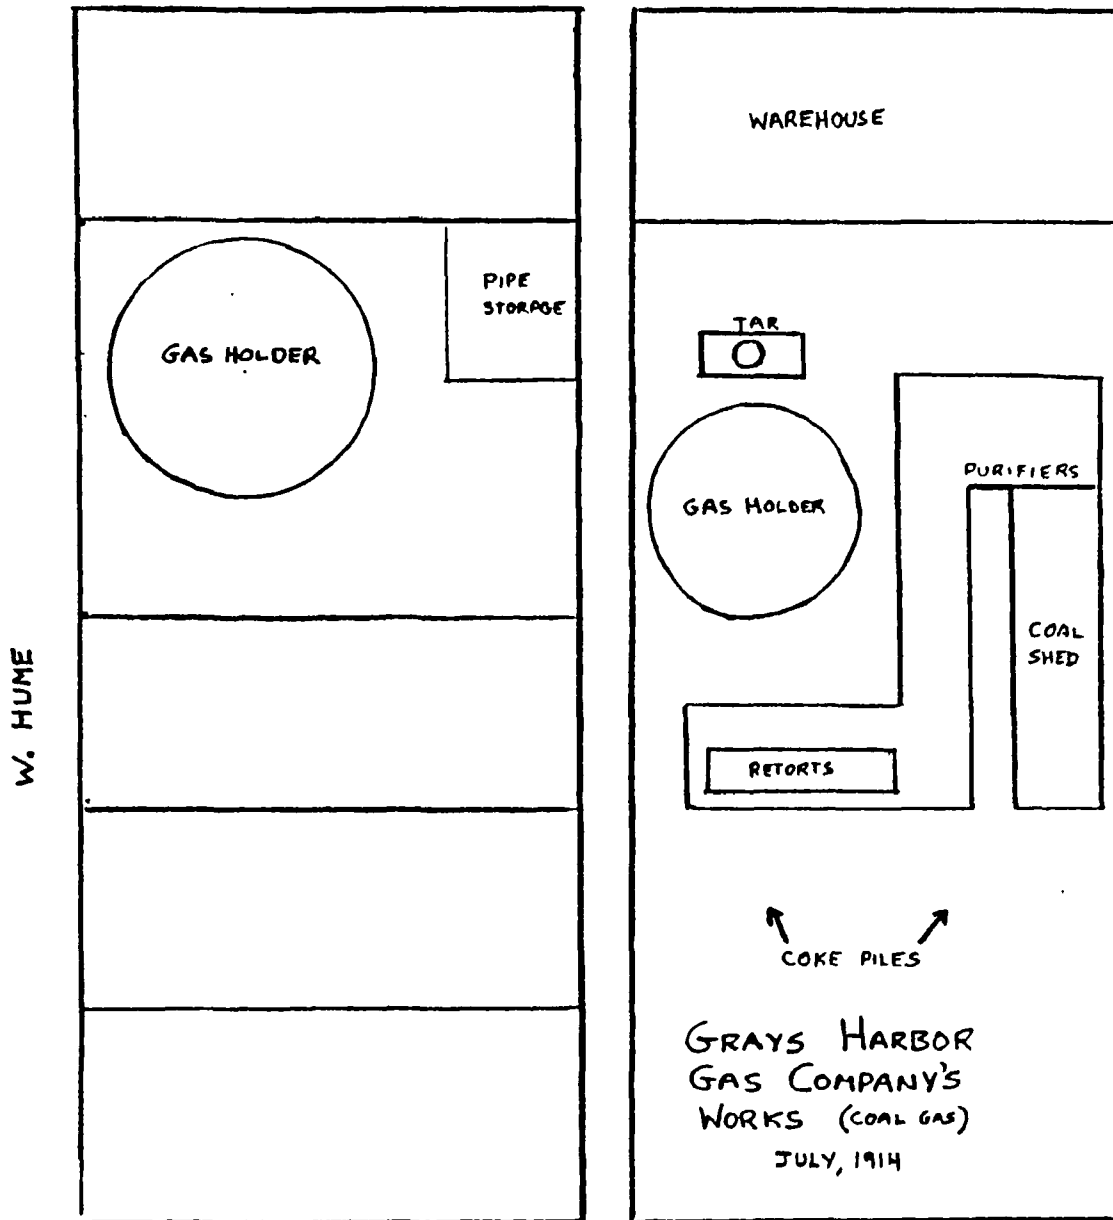 WAREHOUSE
PIPE
STORAGE
GAS HOLDER
TAR
PURIFIERS
GAS HOLDER
COAL
SHED
W. HUME
RETORTS
COKE PILES
GRAYS HARBOR
GAS COMPANY'S
WORKS (COAL GAS)
JULY, 1914